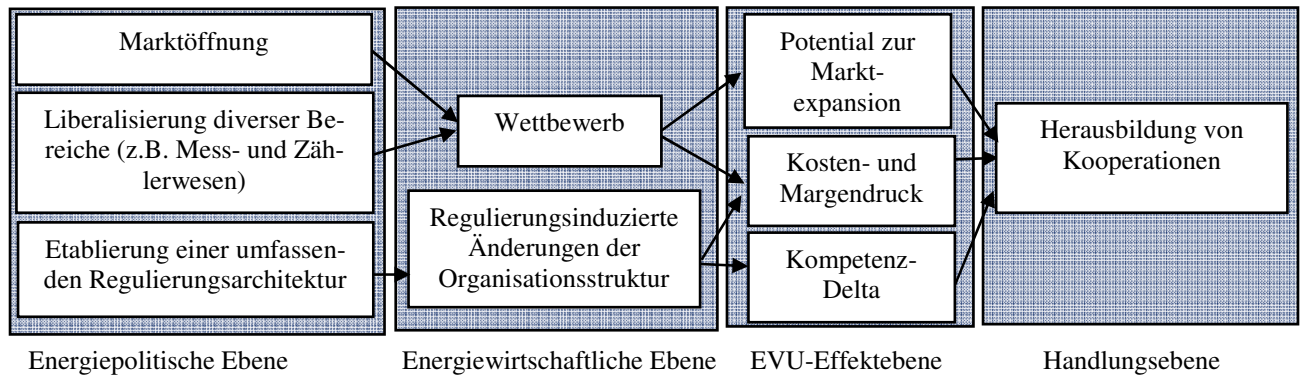 Marktöffnung
Liberalisierung diverser Be-
reiche (z.B. Mess- und Zäh-
lerwesen)
Etablierung einer umfassen-
den Regulierungsarchitektur
Wettbewerb
Regulierungsinduzierte
Änderungen der
Organisationsstruktur
Potential zur
Markt-
expansion
Kosten- und
Margendruck
Kompetenz-
Delta
Herausbildung von
Kooperationen
Energiepolitische Ebene
Energiewirtschaftliche Ebene
EVU-Effektebene
Handlungsebene